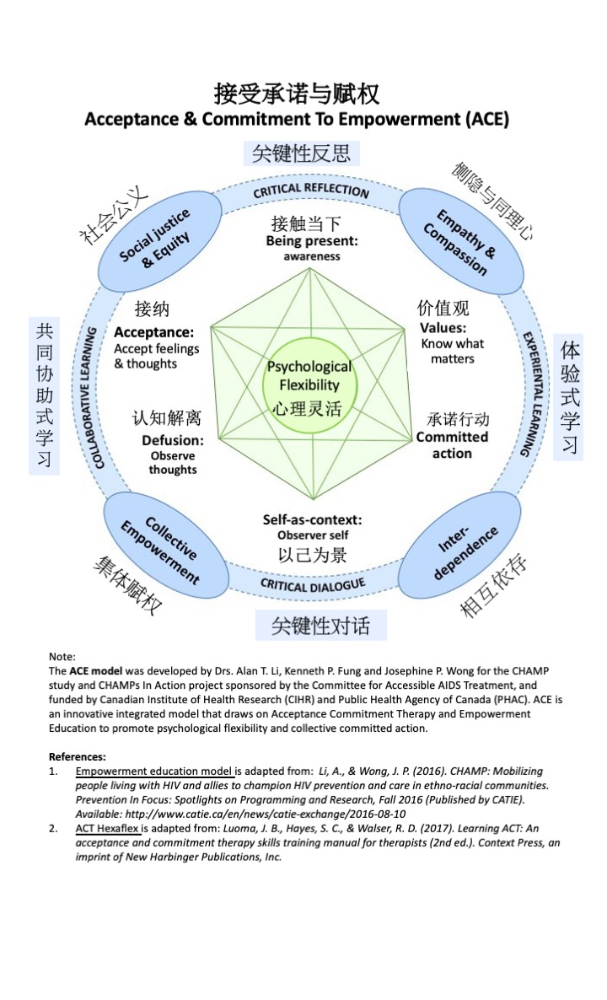 接受承诺与赋权
Acceptance & Commitment To Empowerment (ACE)
关键性反思
CRITICAL REFLECTION
社会公义
Social justice
& Equity
恻隐与同理心
Empathy &
Compassion
接触当下
Being present:
awareness
接纳
Acceptance:
Accept feelings
& thoughts
价值观
Values:
Know what
matters
共同协助式学习
COLLABORATIVE LEARNING
Psychological
Flexibility
心理灵活
EXPERIENTAL LEARNING
体验式学习
认知解离
Defusion:
Observe
thoughts
承诺行动
Committed
action
Self-as-context:
Observer self
以己为景
Collective
Empowerment
集体赋权
Inter-
dependence
相互依存
CRITICAL DIALOGUE
关键性对话
Note:
The ACE model was developed by Drs. Alan T. Li, Kenneth P. Fung and Josephine P. Wong for the CHAMP
study and CHAMPs In Action project sponsored by the Committee for Accessible AIDS Treatment, and
funded by Canadian Institute of Health Research (CIHR) and Public Health Agency of Canada (PHAC). ACE is
an innovative integrated model that draws on Acceptance Commitment Therapy and Empowerment
Education to promote psychological flexibility and collective committed action.
References:
1. Empowerment education model is adapted from: Li, A., & Wong, J. P. (2016). CHAMP: Mobilizing
people living with HIV and allies to champion HIV prevention and care in ethno-racial communities.
Prevention In Focus: Spotlights on Programming and Research, Fall 2016 (Published by CATIE).
Available: http://www.catie.ca/en/news/catie-exchange/2016-08-10
2. ACT Hexaflex is adapted from: Luoma, J. B., Hayes, S. C., & Walser, R. D. (2017). Learning ACT: An
acceptance and commitment therapy skills training manual for therapists (2nd ed.). Context Press, an
imprint of New Harbinger Publications, Inc.